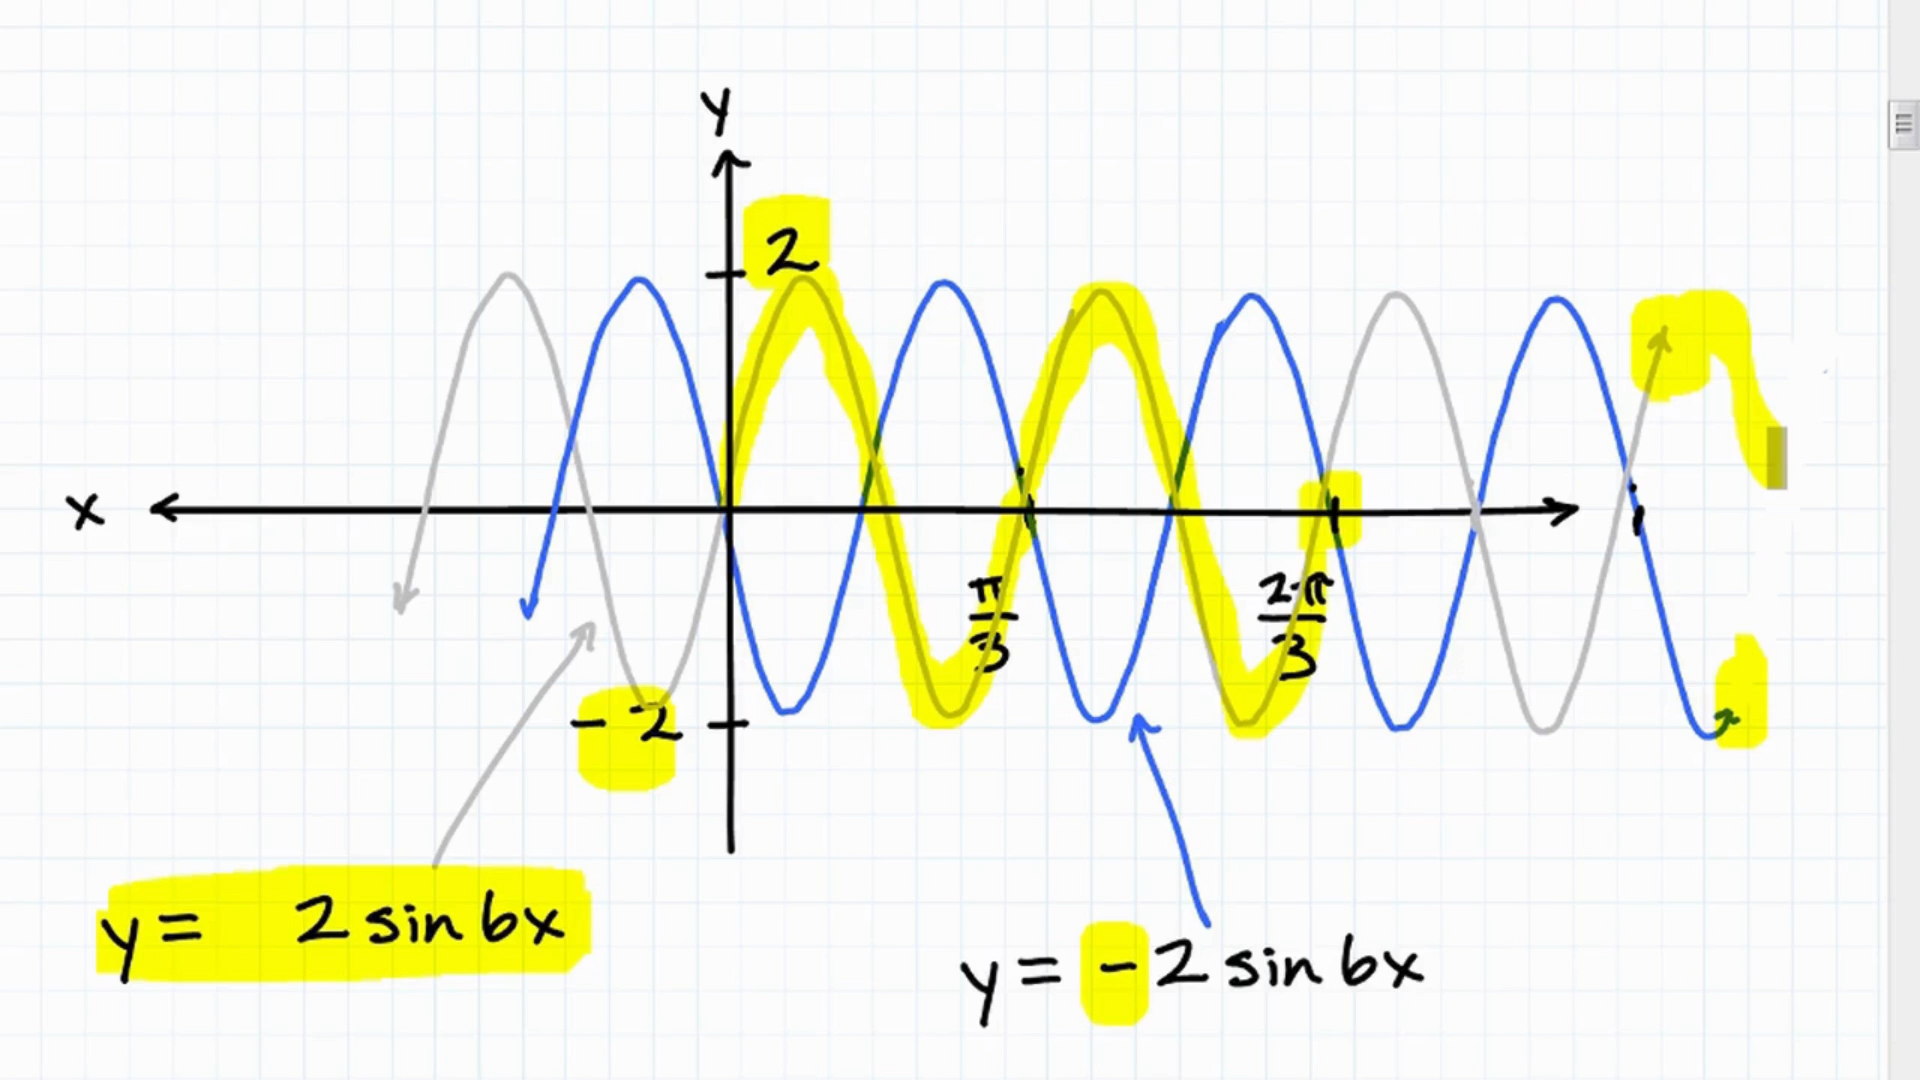 y
2
x
π/3
2π/3
-2
y = 2 sin 6x
y = -2 sin 6x